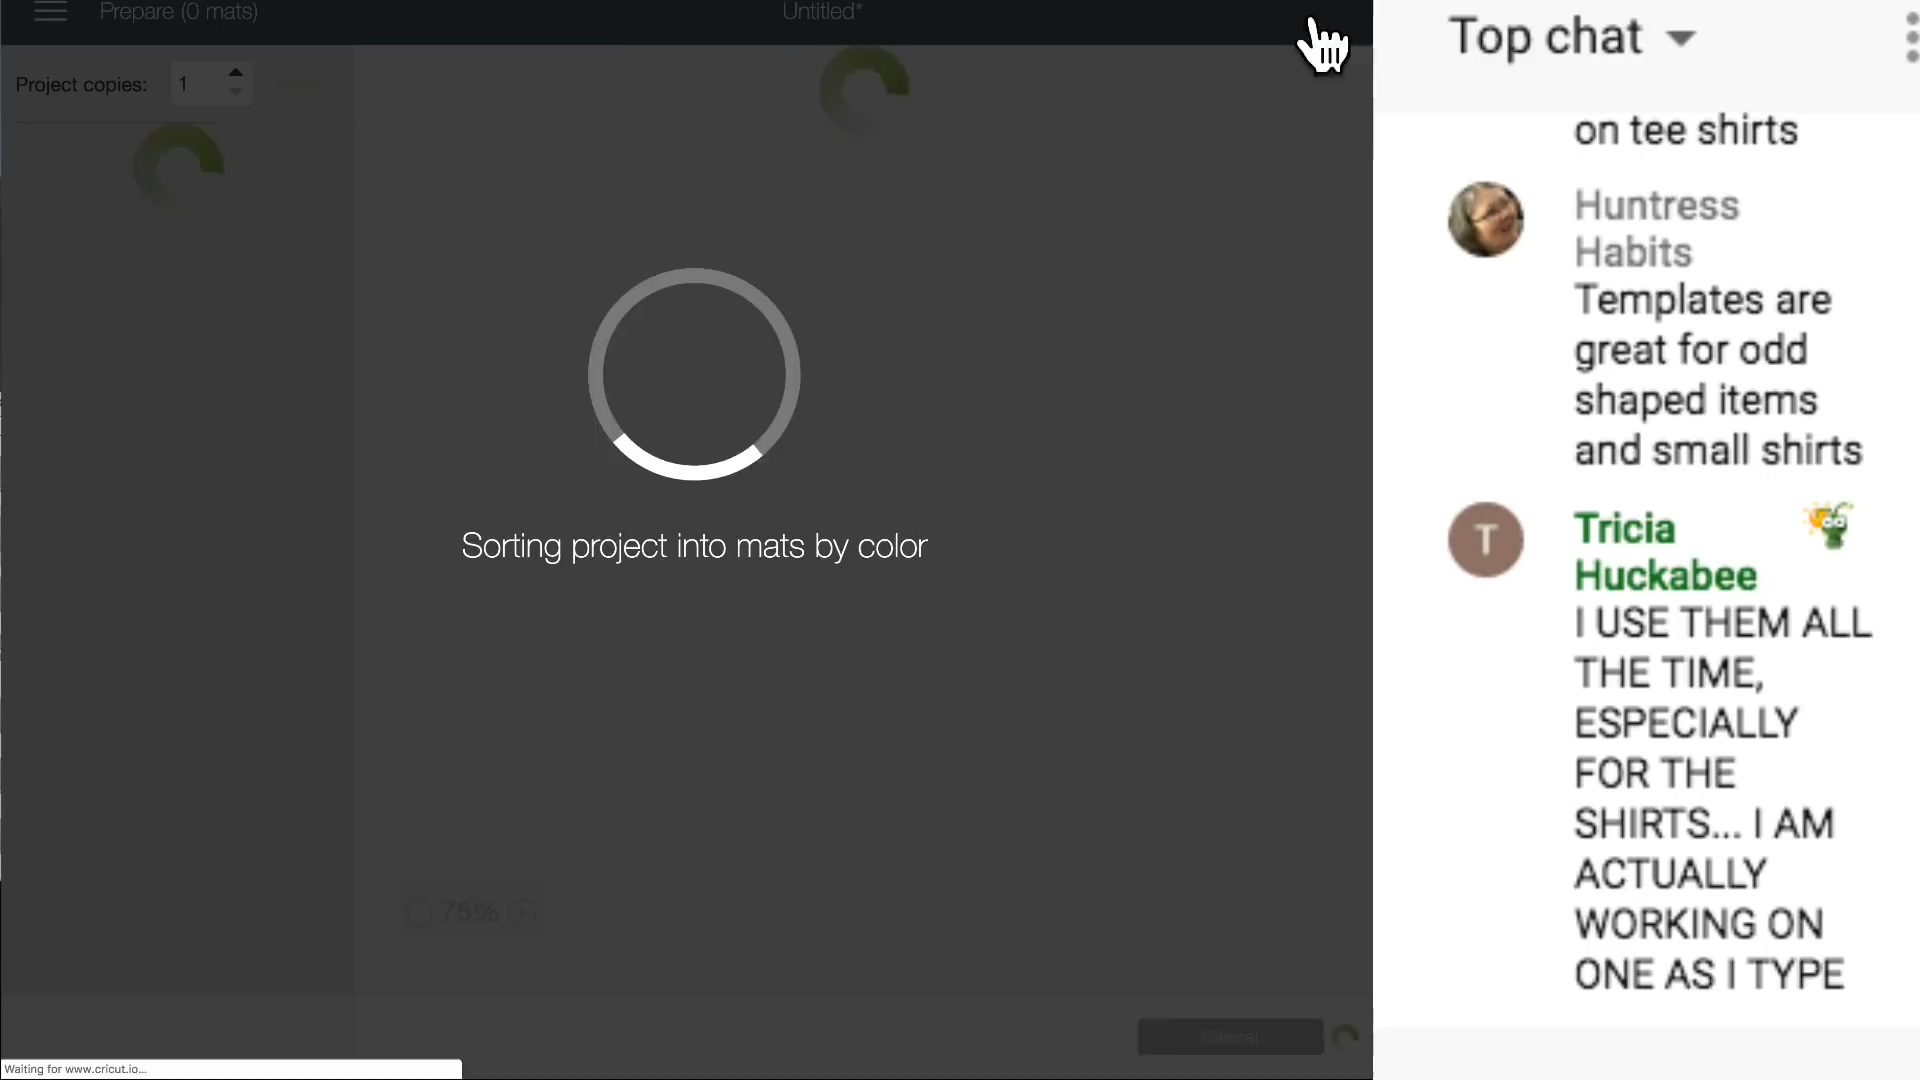 Prepare (0 mats)
Untitled*
Project copies:
1
Sorting project into mats by color
75%
Cancel
Waiting for www.cricut.io...
Top chat
on tee shirts
Huntress
Habits
Templates are
great for odd
shaped items
and small shirts
T
Tricia
Huckabee
I USE THEM ALL
THE TIME,
ESPECIALLY
FOR THE
SHIRTS... I AM
ACTUALLY
WORKING ON
ONE AS I TYPE